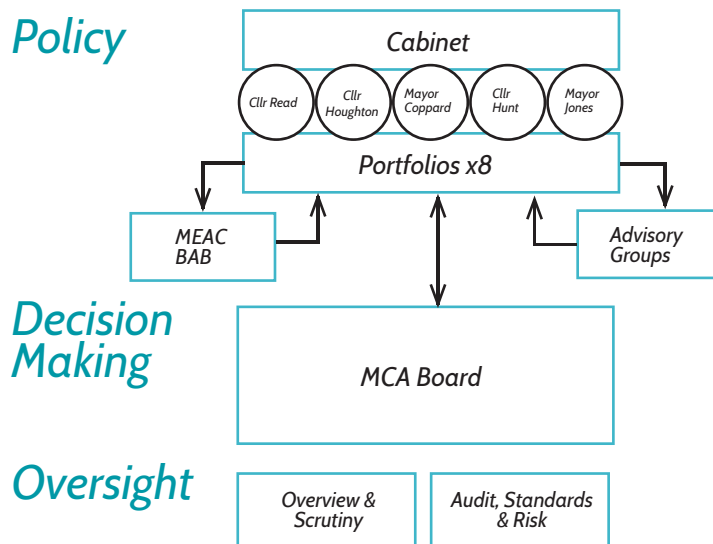 Policy
Cabinet
Cllr Read
Cllr
Houghton
Mayor
Coppard
Cllr
Hunt
Mayor
Jones
Portfolios x8
MEAC
BAB
Advisory
Groups
Decision
Making
MCA Board
Oversight
Overview &
Scrutiny
Audit, Standards
& Risk